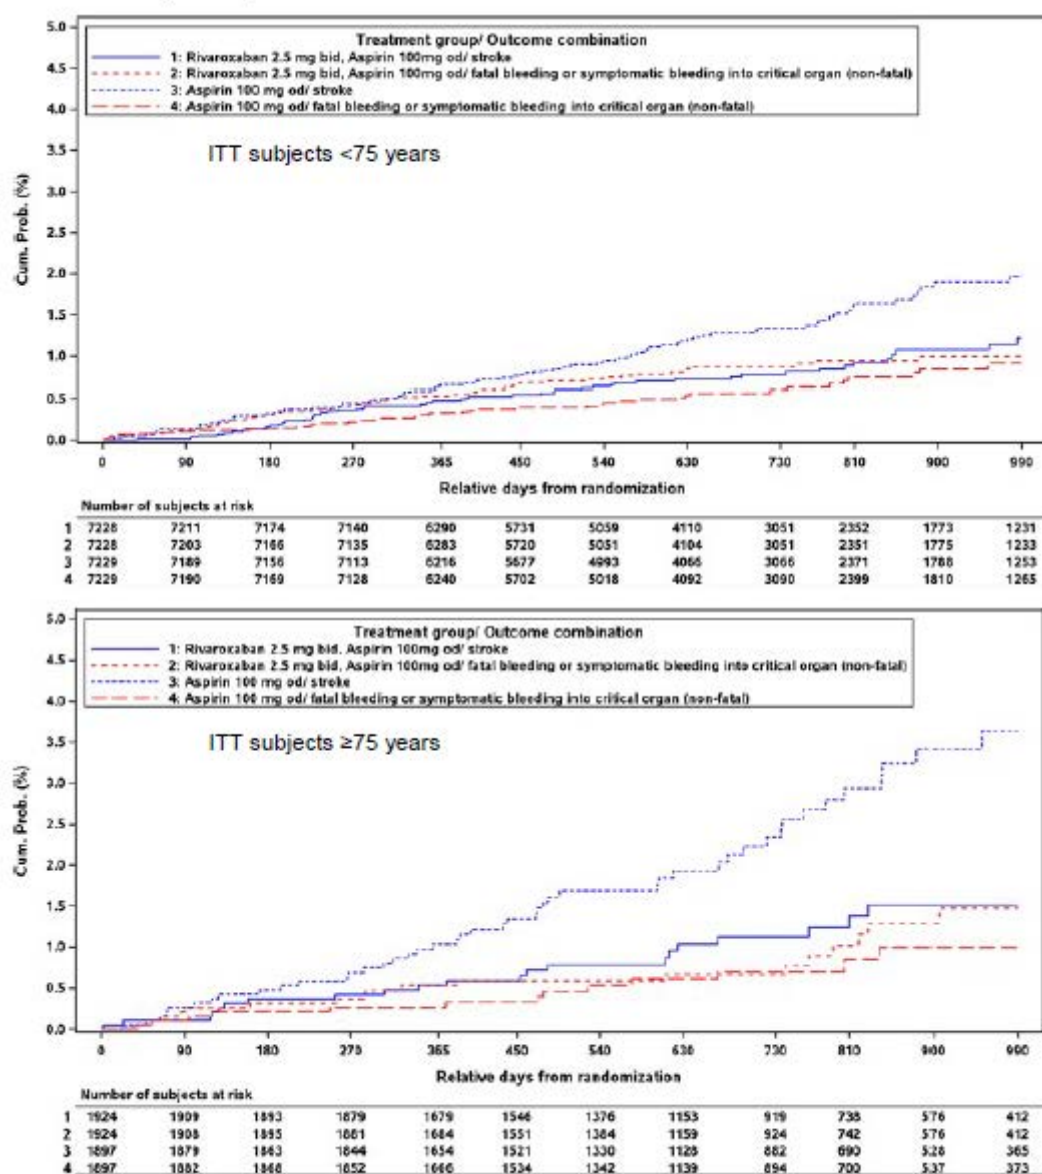 5.0
Treatment group/ Outcome combination
1: Rivaroxaban 2.5 mg bid, Aspirin 100mg od/ stroke
4.5
2: Rivaroxaban 2.5 mg bid, Aspirin 100mg od/ fatal bleeding or symptomatic bleeding into critical organ (non-fatal)
3: Aspirin 100 mg od/ stroke
4.0
4: Aspirin 100 mg od/ fatal bleeding or symptomatic bleeding into critical organ (non-fatal)
3.5
ITT subjects <75 years
3.0
Cum. Prob. (%)
2.5
2.0
1.5
1.0
0.5
0.0
0 90 180 270 365 450 540 630 730 810 900 990
Relative days from randomization
Number of subjects at risk
1 7228 7211 7174 7140 6290 5731 5059 4110 3051 2352 1773 1231
2 7228 7203 7166 7135 6283 5720 5051 4104 3051 2351 1775 1233
3 7229 7189 7156 7113 6216 5677 4993 4066 3066 2371 1786 1253
4 7229 7190 7169 7128 6240 5702 5018 4092 3090 2399 1810 1265
5.0
Treatment group/ Outcome combination
1: Rivaroxaban 2.5 mg bid, Aspirin 100mg od/ stroke
4.5
2: Rivaroxaban 2.5 mg bid, Aspirin 100mg od/ fatal bleeding or symptomatic bleeding into critical organ (non-fatal)
3: Aspirin 100 mg od/ stroke
4.0
4: Aspirin 100 mg od/ fatal bleeding or symptomatic bleeding into critical organ (non-fatal)
3.5
ITT subjects ≥75 years
3.0
Cum. Prob. (%)
2.5
2.0
1.5
1.0
0.5
0.0
0 90 180 270 365 450 540 630 730 810 900 990
Relative days from randomization
Number of subjects at risk
1 1924 1909 1893 1879 1679 1546 1376 1153 919 738 576 412
2 1924 1908 1895 1881 1684 1551 1384 1159 924 742 576 412
3 1897 1879 1863 1844 1654 1521 1330 1128 882 690 528 365
4 1897 1882 1868 1852 1666 1534 1342 1139 894 700 537 373